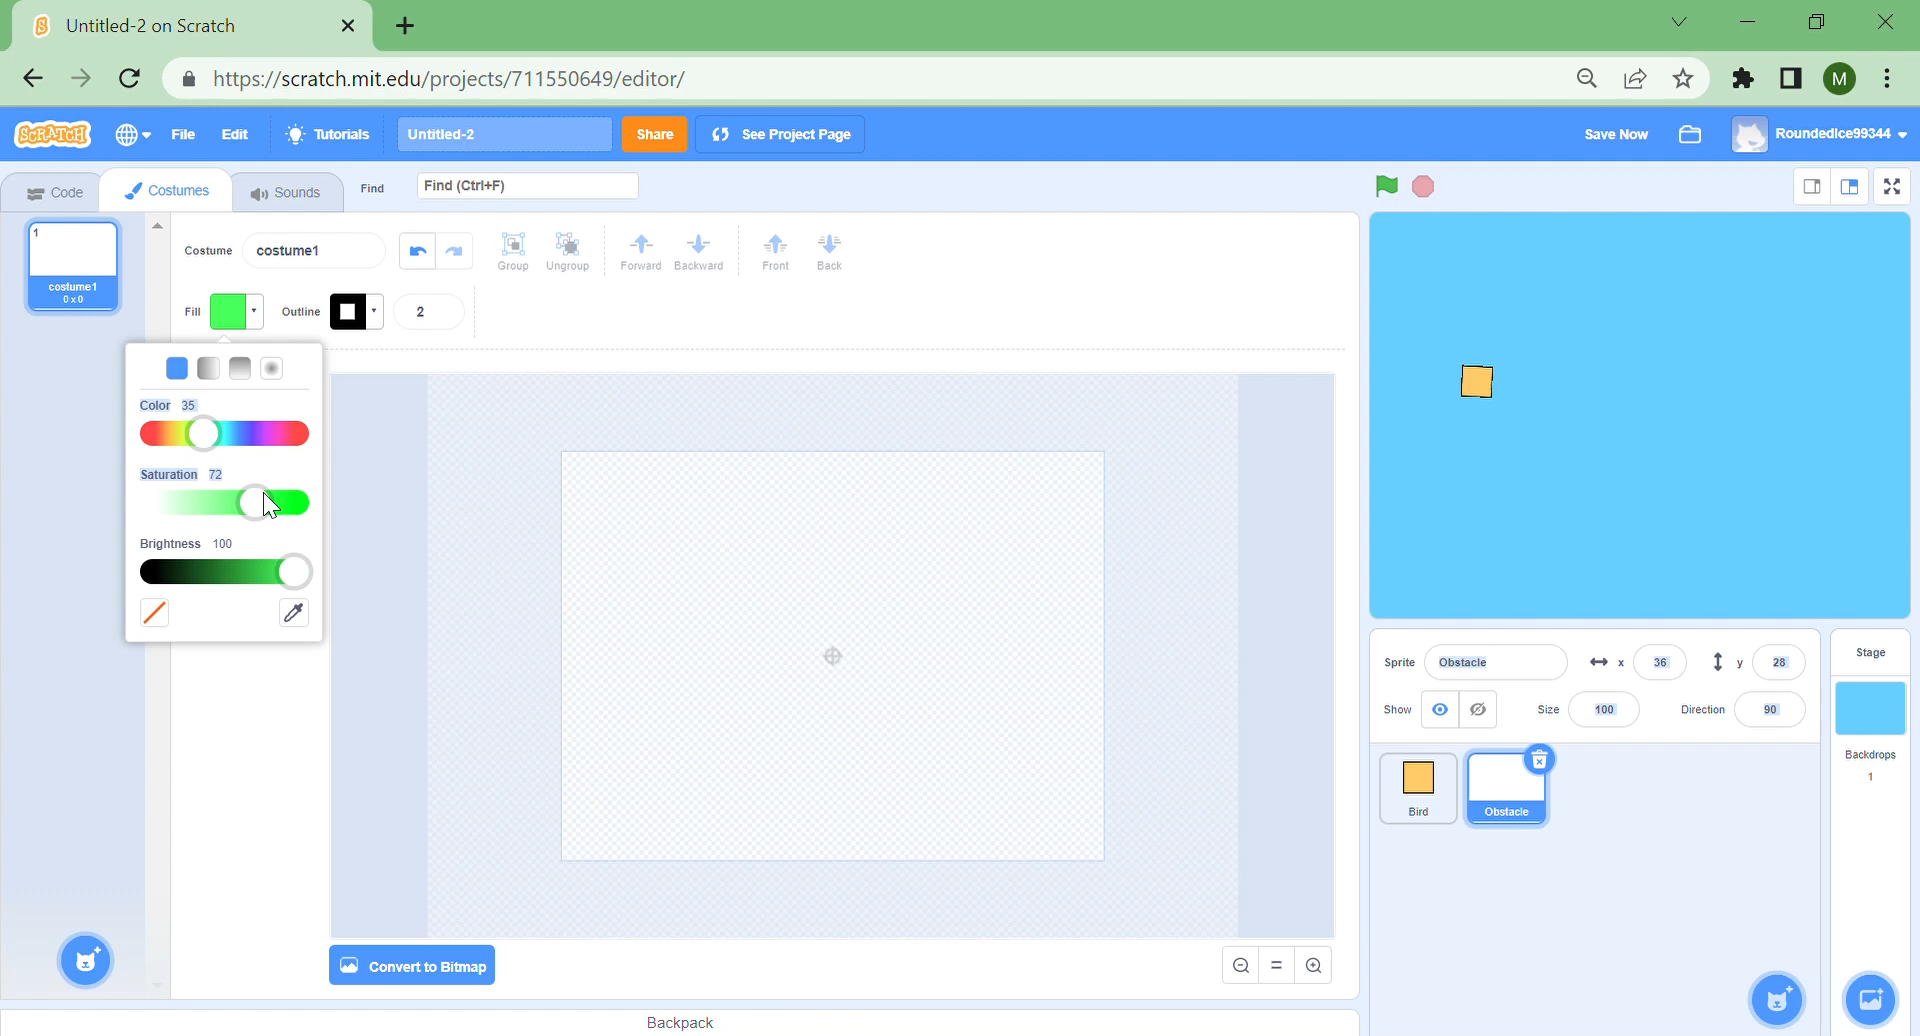 Untitled-2 on Scratch
https://scratch.mit.edu/projects/711550649/editor/
M
SCRATCH
File
Edit
Tutorials
Untitled-2
Share
See Project Page
Save Now
RoundedIce99344
Code
Costumes
Sounds
Find
Find (Ctrl+F)
1
costume1
0 x 0
Costume
costume1
Group
Ungroup
Forward
Backward
Front
Back
Fill
Outline
2
Color 35
Saturation 72
Brightness 100
Convert to Bitmap
Backpack
Sprite
Obstacle
x
36
y
28
Show
Size
100
Direction
90
Bird
Obstacle
Stage
Backdrops
1